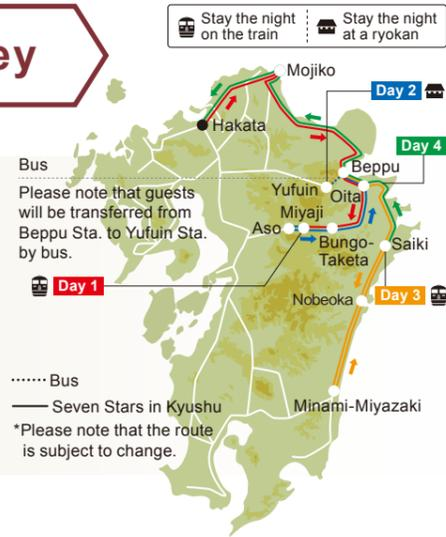 ey
Stay the night
on the train
Stay the night
at a ryokan
Mojiko
Day 2
Hakata
Day 4
Bus
Beppu
Please note that guests
will be transferred from
Beppu Sta. to Yufuin Sta.
by bus.
Yufuin
Oita
Miyaji
Aso
Bungo-
Taketa
Saiki
Day 1
Nobeoka
Day 3
Bus
Seven Stars in Kyushu
Minami-Miyazaki
*Please note that the route
is subject to change.